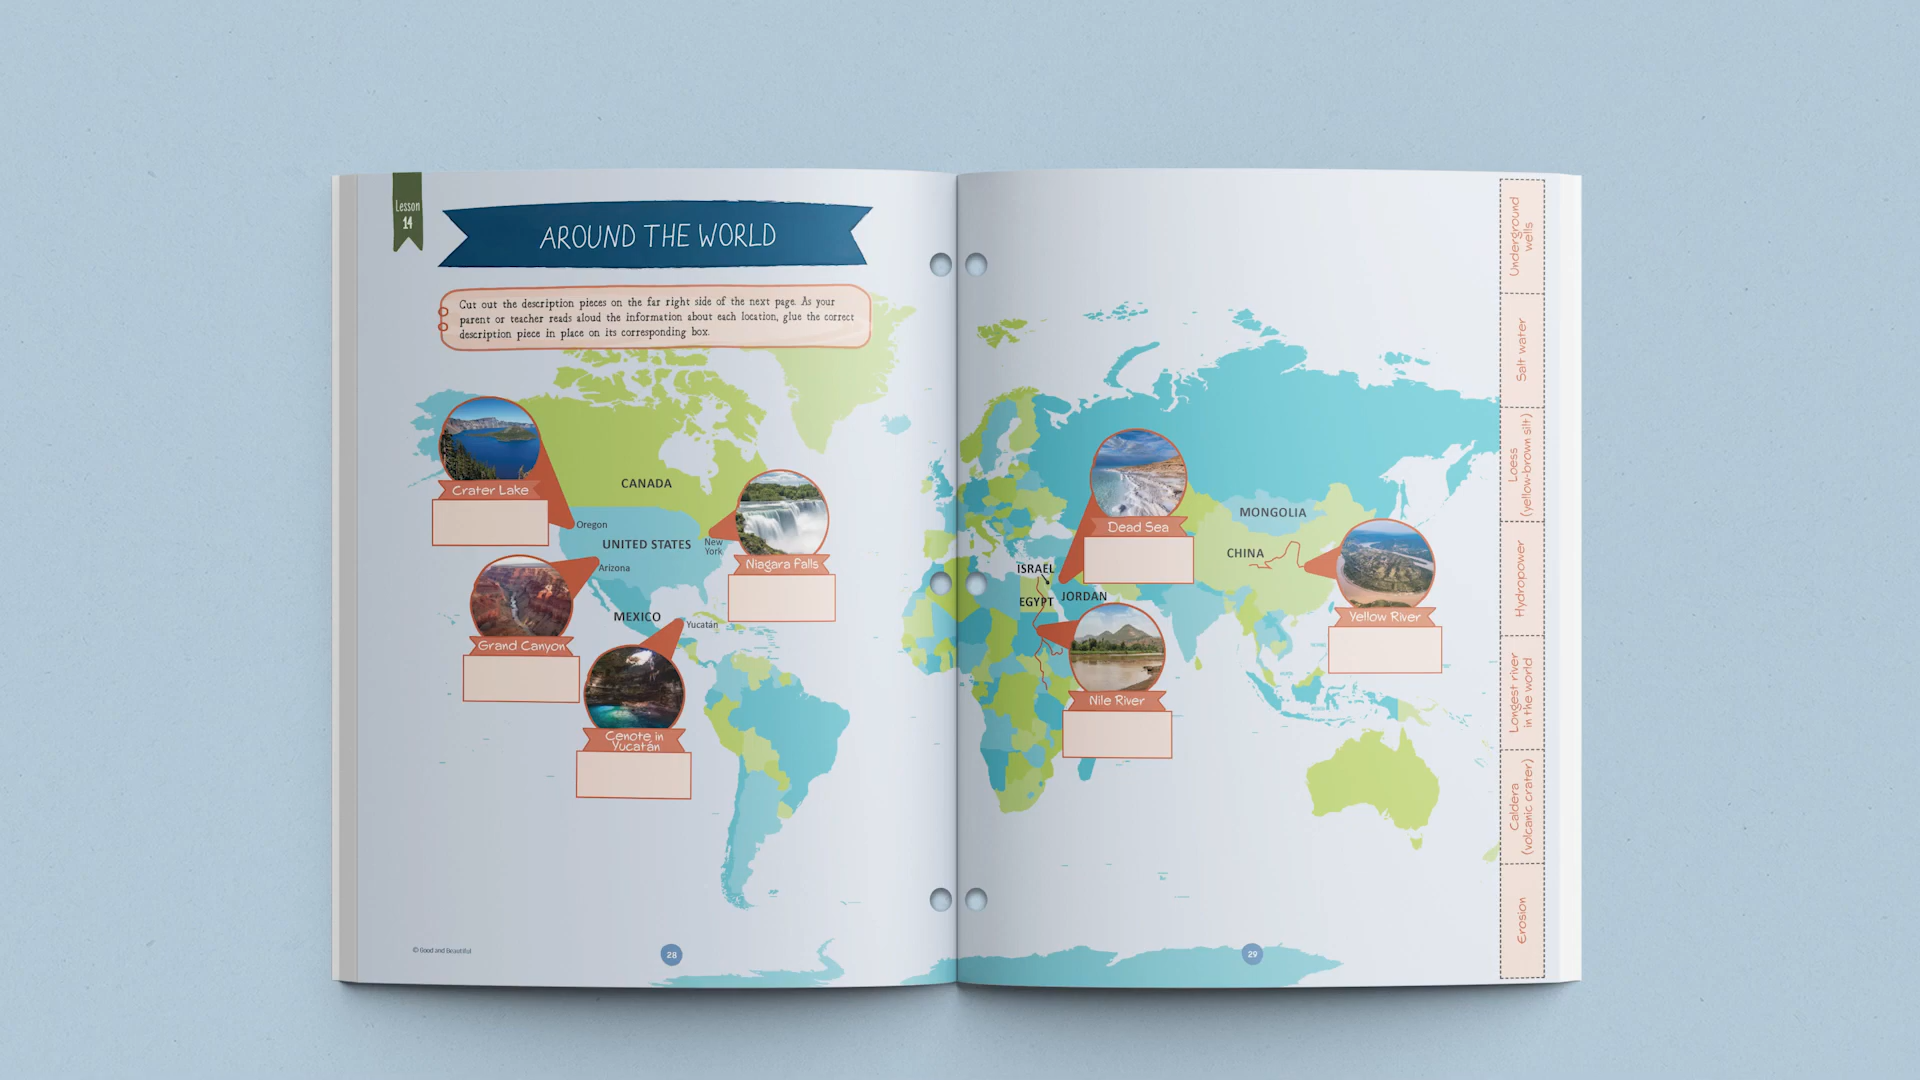 Lesson
14
AROUND THE WORLD
Cut out the description pieces on the far right side of the next page. As your
parent or teacher reads aloud the information about each location, glue the correct
description piece in place on its corresponding box.
Crater Lake
CANADA
Oregon
UNITED STATES
New
York
Niagara Falls
Arizona
Grand Canyon
MEXICO
Yucatán
Cenote in
Yucatán
© Good and Beautiful
28
Dead Sea
MONGOLIA
CHINA
ISRAEL
EGYPT
JORDAN
Yellow River
Nile River
29
Underground
wells
Salt water
Loess
(yellow-brown silt)
Hydropower
Longest river
in the world
Caldera
(volcanic crater)
Erosion